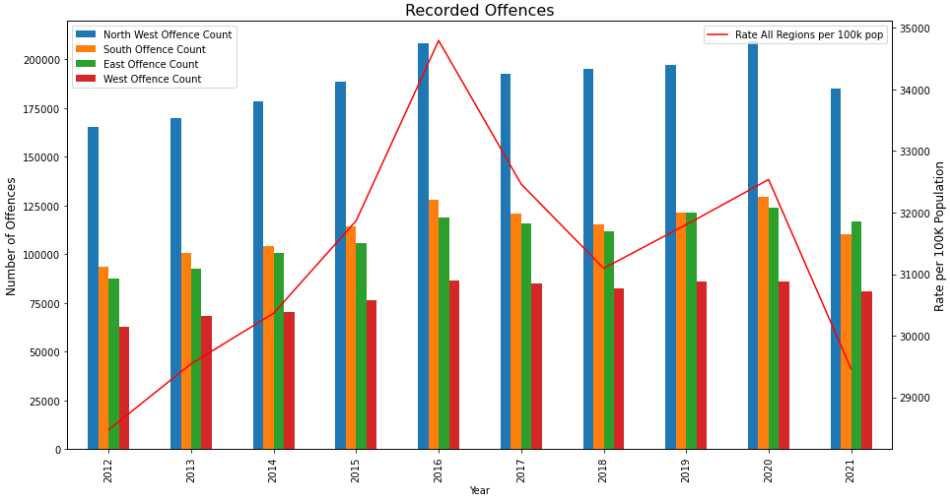 Recorded Offences
North West Offence Count
South Offence Count
East Offence Count
West Offence Count
Rate All Regions per 100k pop
Number of Offences
200000
175000
150000
125000
100000
75000
50000
25000
0
35000
34000
33000
32000
31000
30000
29000
Rate per 100K Population
2012 2013 2014 2015 2016 2017 2018 2019 2020 2021
Year